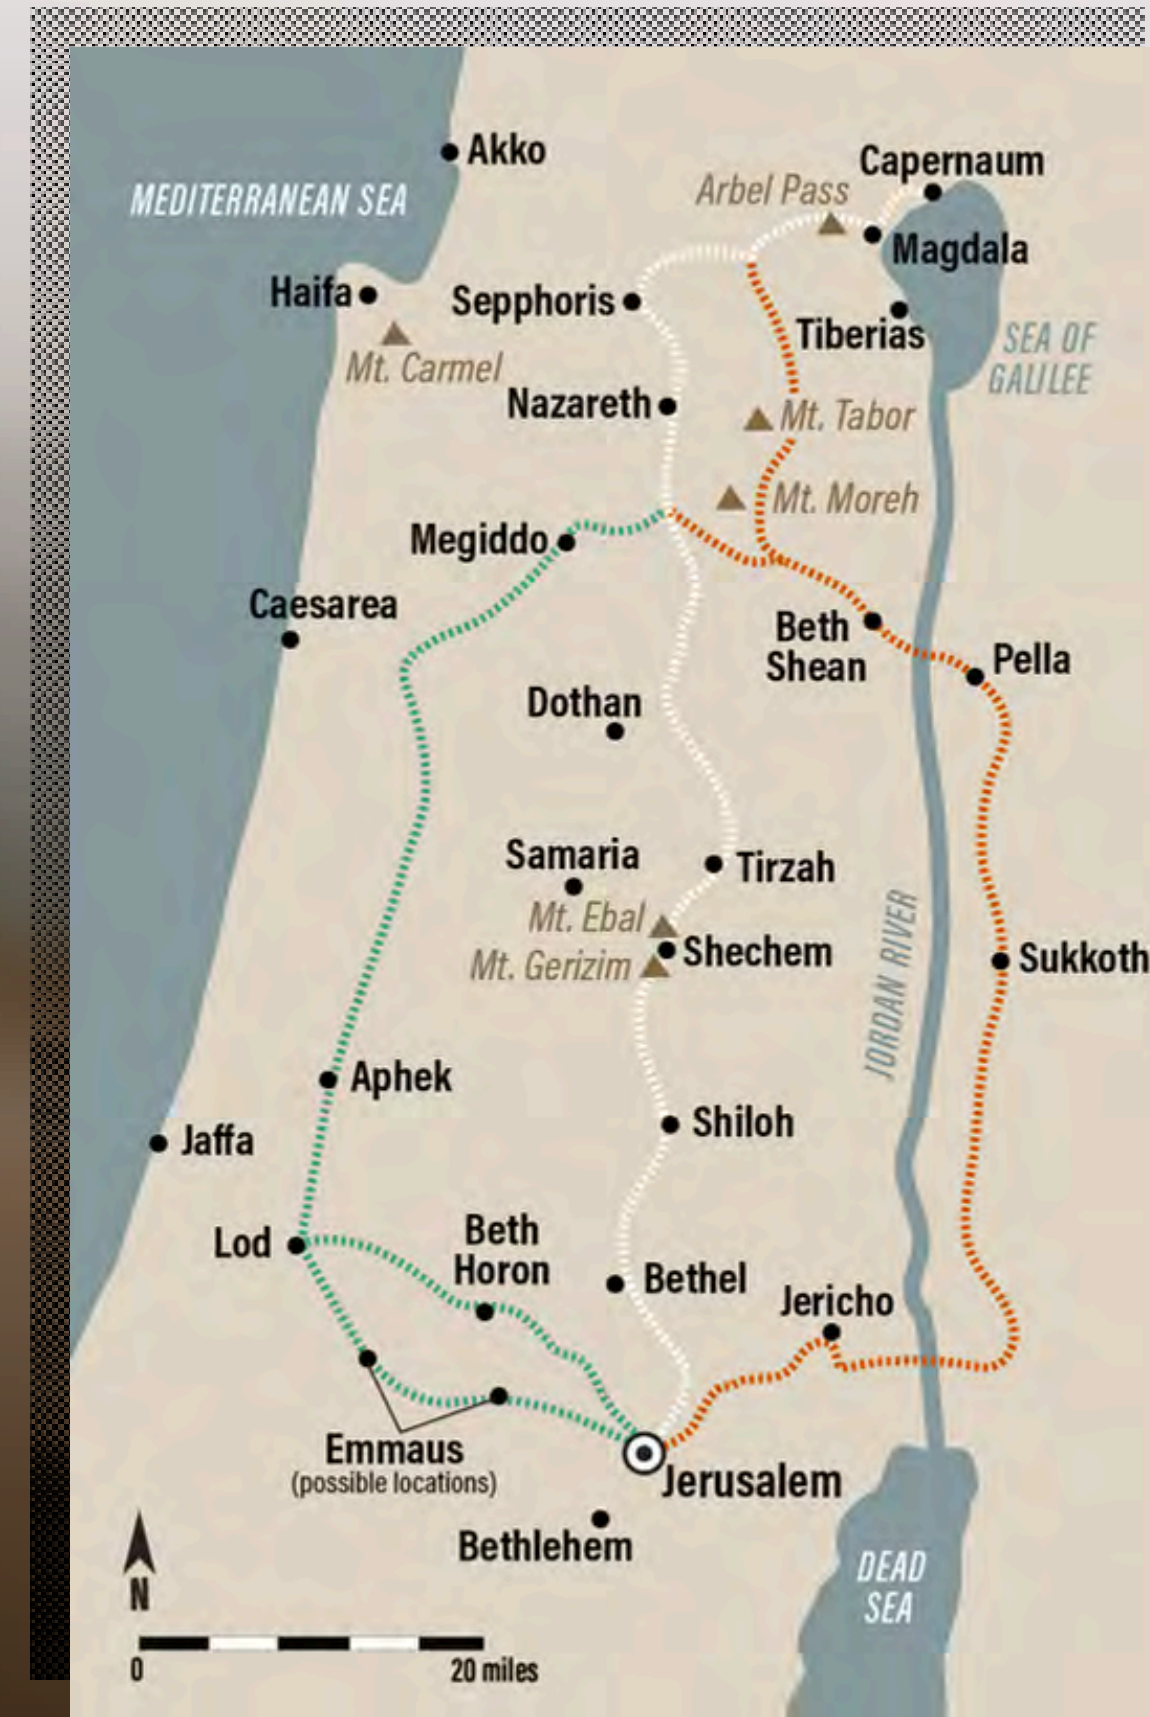 Akko
Capernaum
Arbel Pass
MEDITERRANEAN SEA
Magdala
Haifa
Sepphoris
Tiberias
SEA OF
GALILEE
Mt. Carmel
Nazareth
Mt. Tabor
Mt. Moreh
Megiddo
Caesarea
Beth
Shean
Pella
Dothan
Samaria
Tirzah
Mt. Ebal
Shechem
Mt. Gerizim
JORDAN RIVER
Sukkoth
Aphek
Shiloh
Jaffa
Lod
Beth
Horon
Bethel
Jericho
Emmaus
(possible locations)
Jerusalem
Bethlehem
DEAD
SEA
N
0
20 miles